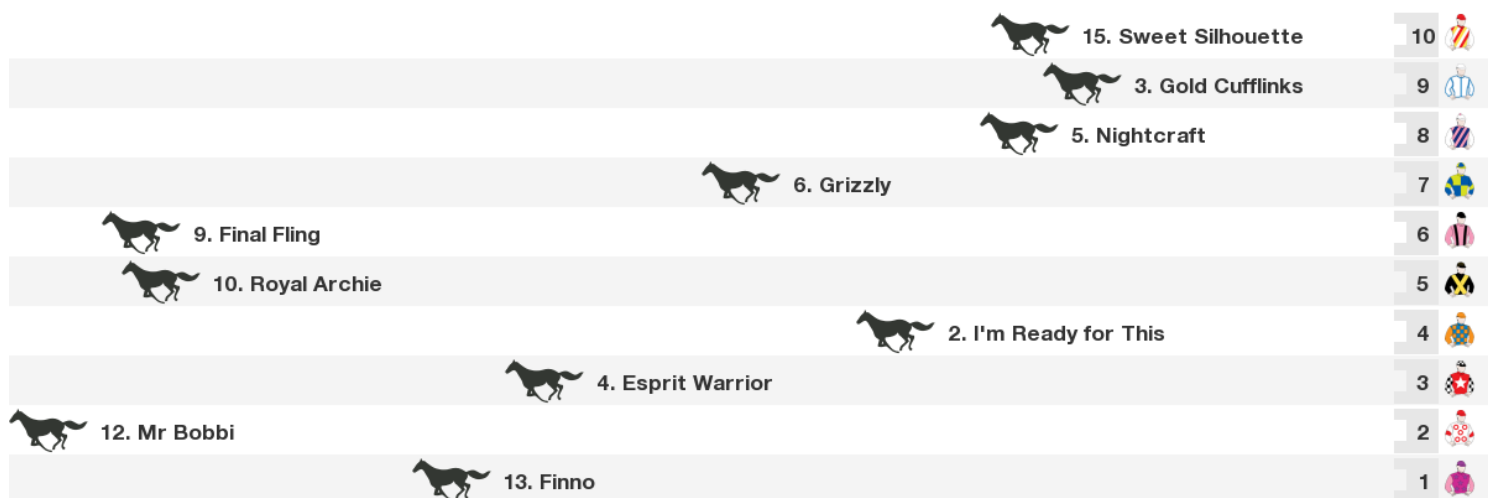 15. Sweet Silhouette 10
3. Gold Cufflinks 9
5. Nightcraft 8
6. Grizzly 7
9. Final Fling 6
10. Royal Archie 5
2. I'm Ready for This 4
4. Esprit Warrior 3
12. Mr Bobbi 2
13. Finno 1